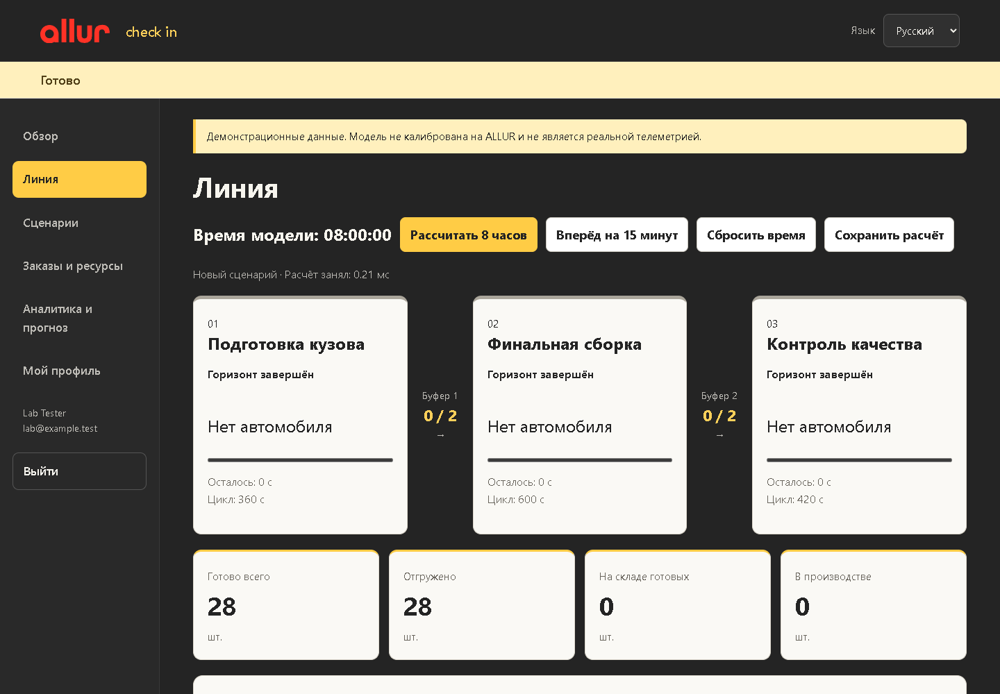 allur check in
Язык Русский
Готово
Обзор
Линия
Сценарии
Заказы и ресурсы
Аналитика и
прогноз
Мой профиль
Lab Tester
lab@example.test
Выйти
Демонстрационные данные. Модель не калибрована на ALLUR и не является реальной телеметрией.
Линия
Время модели: 08:00:00 Рассчитать 8 часов Вперёд на 15 минут Сбросить время Сохранить расчёт
Новый сценарий · Расчёт занял: 0.21 мс
01
Подготовка кузова
Горизонт завершён
Нет автомобиля
Осталось: 0 с
Цикл: 360 с
Буфер 1
0 / 2
→
02
Финальная сборка
Горизонт завершён
Нет автомобиля
Осталось: 0 с
Цикл: 600 с
Буфер 2
0 / 2
→
03
Контроль качества
Горизонт завершён
Нет автомобиля
Осталось: 0 с
Цикл: 420 с
Готово всего
28
шт.
Отгружено
28
шт.
На складе готовых
0
шт.
В производстве
0
шт.